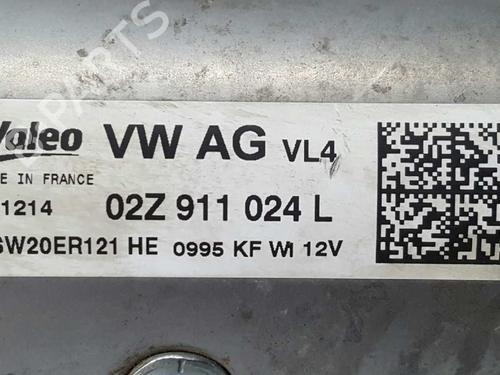 Valeo VW AG VL4
E IN FRANCE
1214 02Z 911 024 L
SW20ER121 HE 0995 KF WI 12V